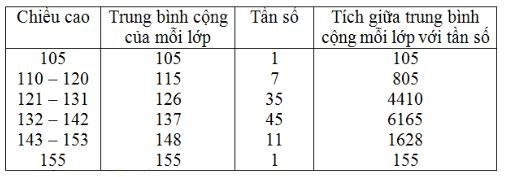 Chiều cao Trung bình cộng của mỗi lớp Tần số Tích giữa trung bình cộng mỗi lớp với tần số
105 105 1 105
110 – 120 115 7 805
121 – 131 126 35 4410
132 – 142 137 45 6165
143 – 153 148 11 1628
155 155 1 155